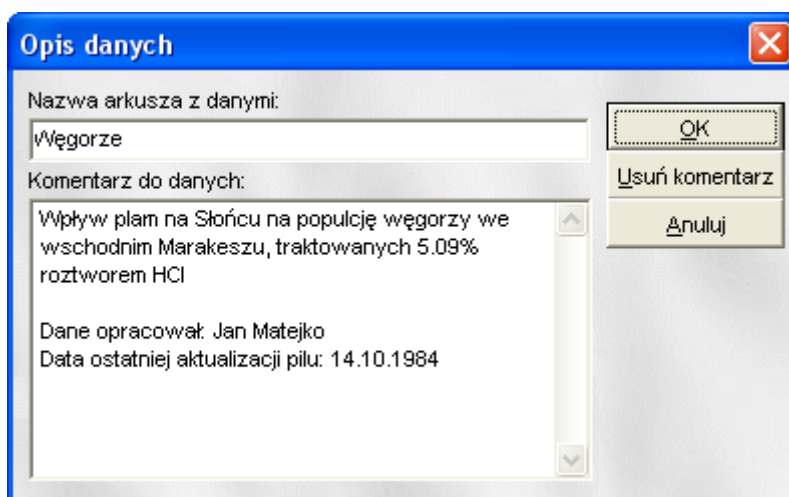 Opis danych
Nazwa arkusza z danymi:
Węgorze
OK
Komentarz do danych:
Usuń komentarz
Anuluj
Wpływ plam na Słońcu na populcję węgorzy we
wschodnim Marakeszu, traktowanych 5.09%
roztworem HCl
Dane opracował: Jan Matejko
Data ostatniej aktualizacji pilu: 14.10.1984